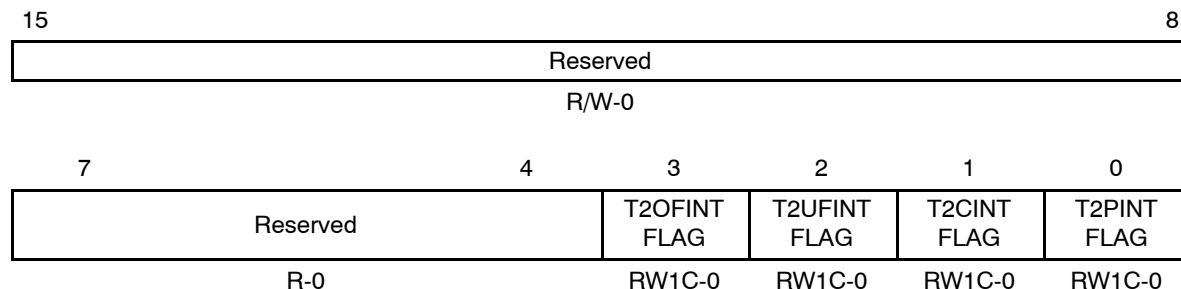 15 8
Reserved
R/W-0
7 4 3 2 1 0
Reserved T2OFINT FLAG T2UFINT FLAG T2CINT FLAG T2PINT FLAG
R-0 RW1C-0 RW1C-0 RW1C-0 RW1C-0